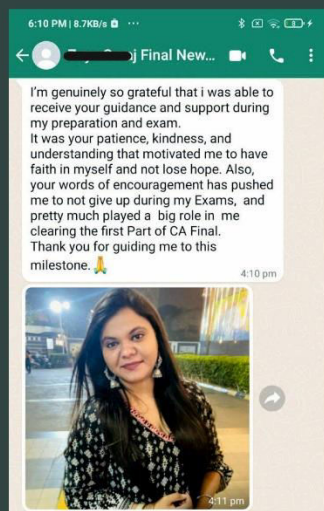 6:10 PM | 8.7KB/s
j Final New...
I'm genuinely so grateful that i was able to
receive your guidance and support during
my preparation and exam.
It was your patience, kindness, and
understanding that motivated me to have
faith in myself and not lose hope. Also,
your words of encouragement has pushed
me to not give up during my Exams, and
pretty much played a big role in me
clearing the first Part of CA Final.
Thank you for guiding me to this
milestone. 🙏
4:10 pm
4:11 pm